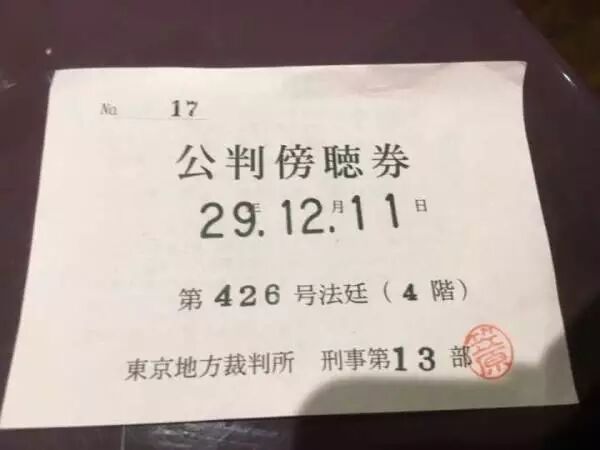 No. 17
公判傍聴券
29年.12月.11日
第426号法廷(4階)
東京地方裁判所 刑事第13部